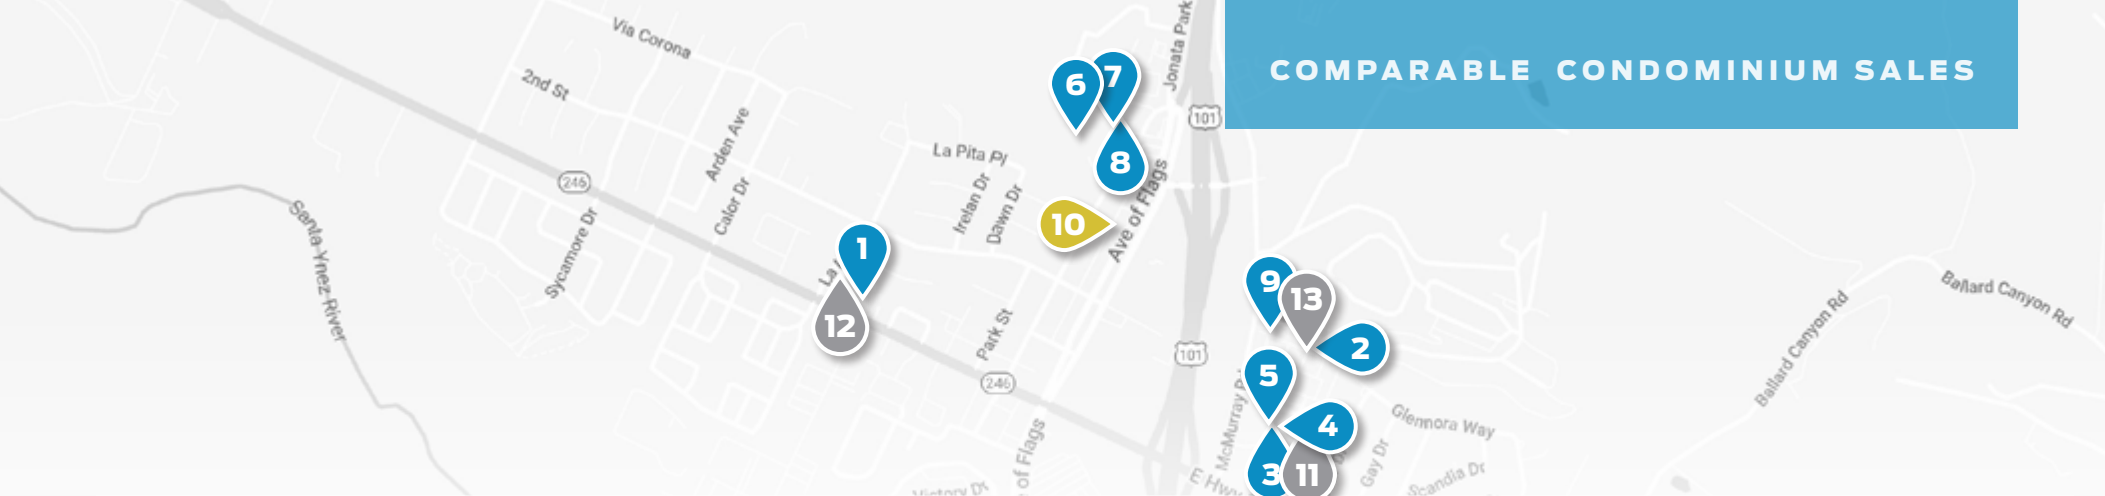 COMPARABLE CONDOMINIUM SALES
Via Corona
2nd St
Jonata Park
6
7
101
Arden Ave
La Pita Pl
8
246
Calor Dr
Irelan Dr
Dawn Dr
Ave of Flags
10
Santa Ynez River
Sycamore Dr
1
La
12
9
13
Ballard Canyon Rd
Ballard Canyon Rd
Park St
101
2
246
5
McMurray
4
Glennora Way
of Flags
3
11
Gay Dr
Scandia Dr
E Hwy
Victory Dr